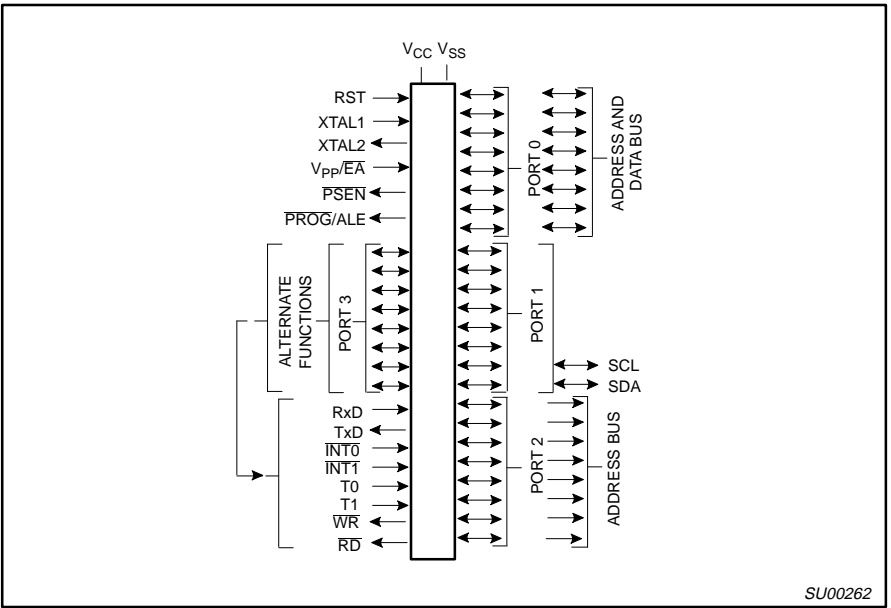 VCC VSS
RST
XTAL1
XTAL2
VPP/EA
PSEN
PROG/ALE
PORT 0
ADDRESS AND
DATA BUS
ALTERNATE
FUNCTIONS
PORT 3
PORT 1
SCL
SDA
RxD
TxD
INT0
INT1
T0
T1
WR
RD
PORT 2
ADDRESS BUS
SU00262